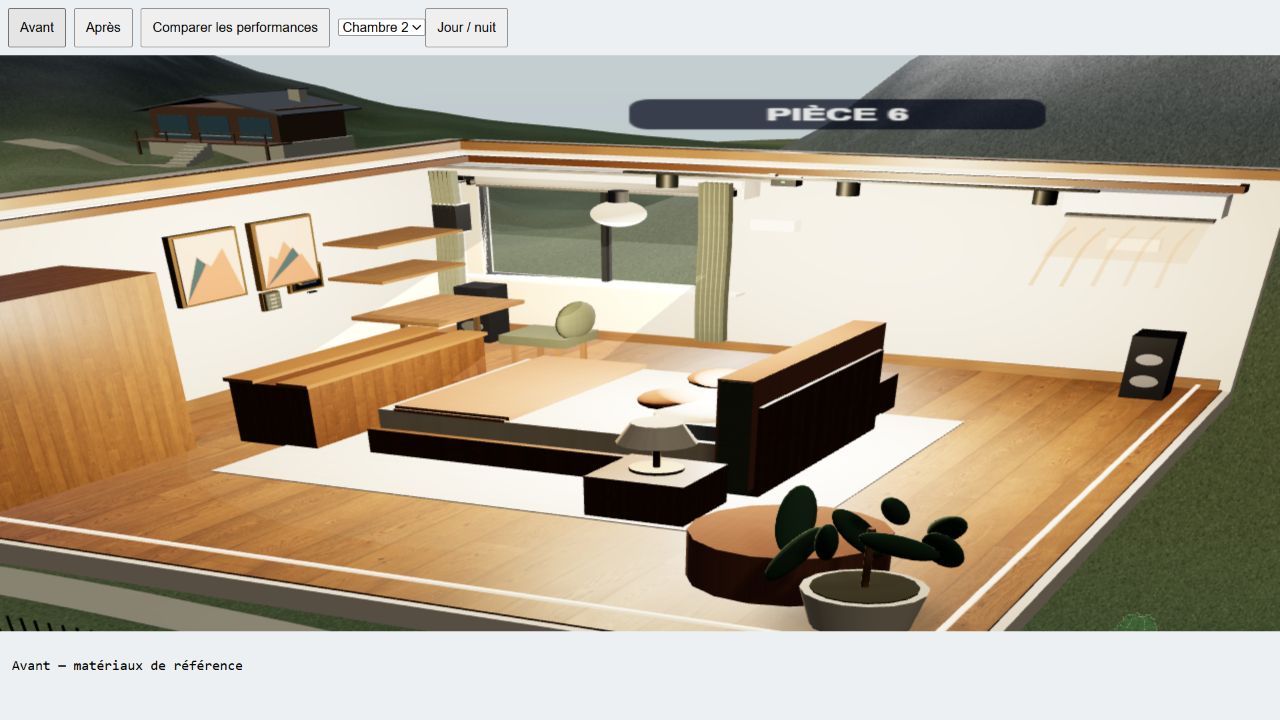 Avant
Après
Comparer les performances
Chambre 2
Jour / nuit
PIÈCE 6
Avant — matériaux de référence